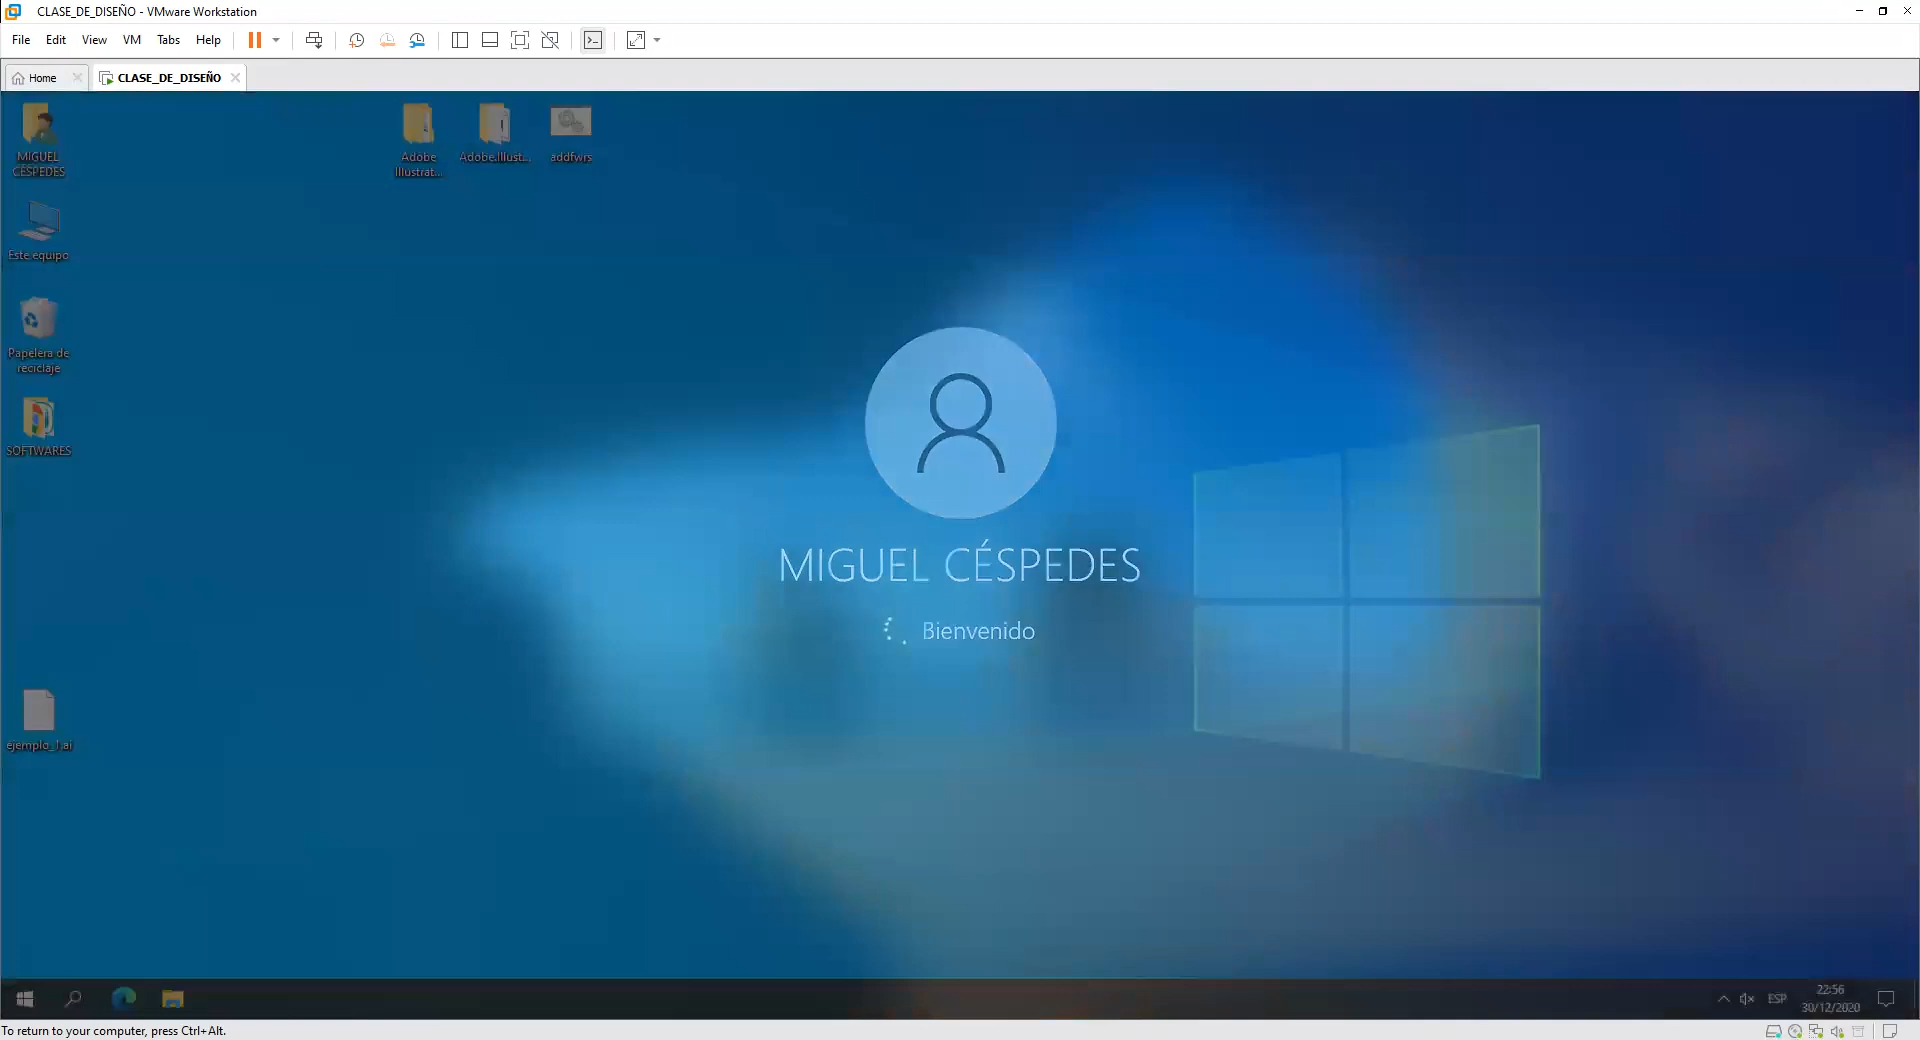 CLASE_DE_DISEÑO - VMware Workstation
File Edit View VM Tabs Help
Home
CLASE_DE_DISEÑO
MIGUEL
CÉSPEDES
Adobe
Illustrat...
Adobe.Illust...
addfwrs
Este equipo
Papelera de
reciclaje
SOFTWARES
ejemplo_1.ai
MIGUEL CÉSPEDES
Bienvenido
ESP
22:56
30/12/2020
To return to your computer, press Ctrl+Alt.